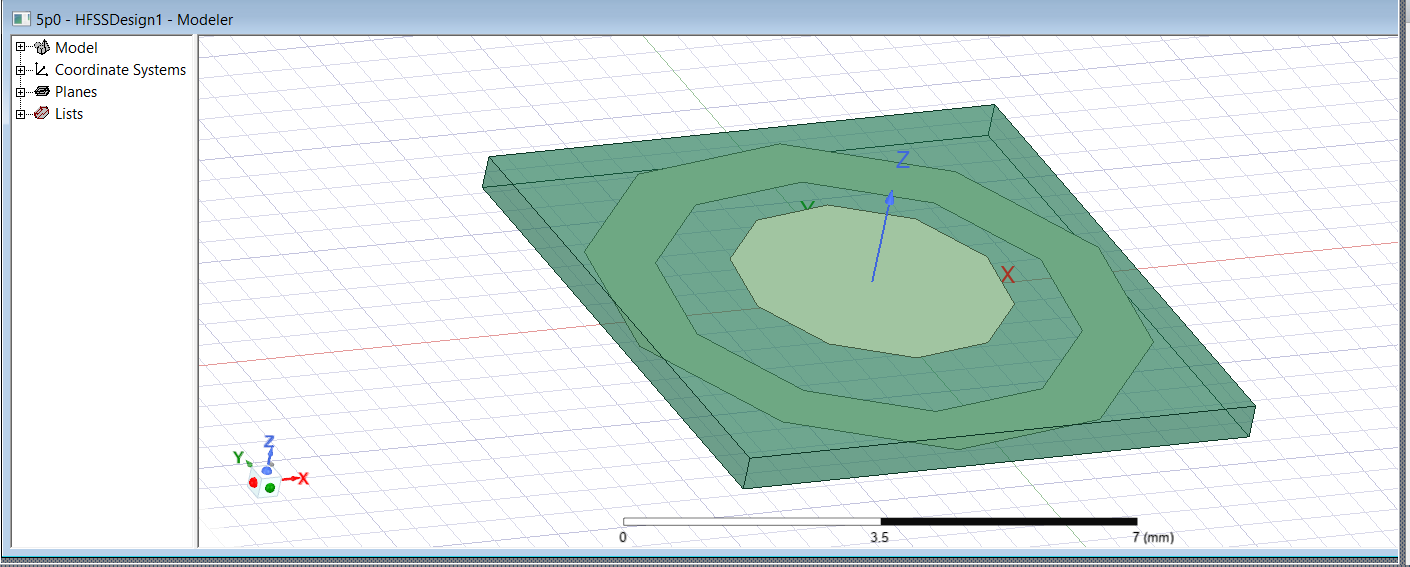 5p0 - HFSSDesign1 - Modeler
Model
Coordinate Systems
Planes
Lists
Z
Y
X
Z
Y
X
0 3.5 7 (mm)